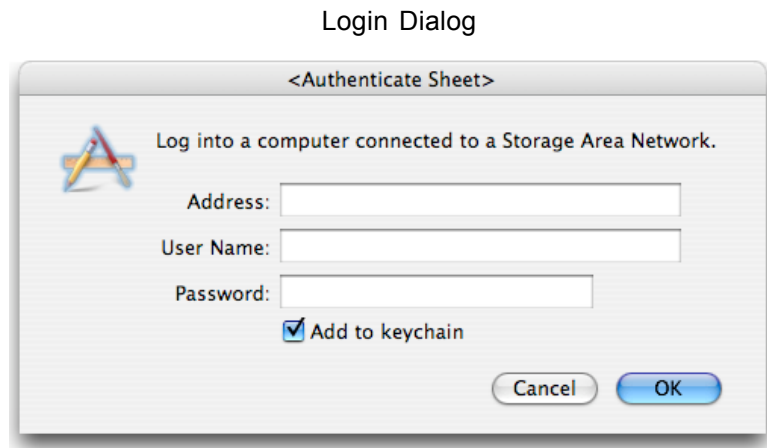 Login Dialog
<Authenticate Sheet>
Log into a computer connected to a Storage Area Network.
Address:
User Name:
Password:
Add to keychain
Cancel OK